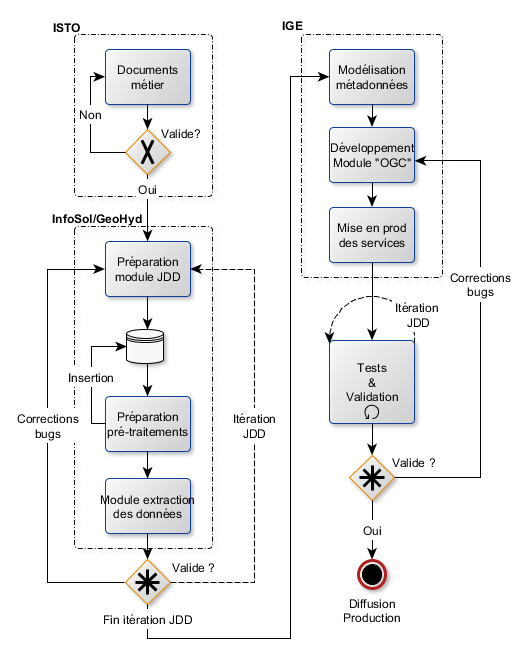 ISTO
Documents
métier
Non
Valide?
Oui
InfoSol/GeoHyd
Préparation
module JDD
Insertion
Préparation
pré-traitements
Corrections
bugs
Itération
JDD
Module extraction
des données
Valide ?
Fin itération JDD
IGE
Modélisation
métadonnées
Développement
Module "OGC"
Mise en prod
des services
Corrections
bugs
Itération
JDD
Tests
&
Validation
Valide ?
Oui
Diffusion
Production